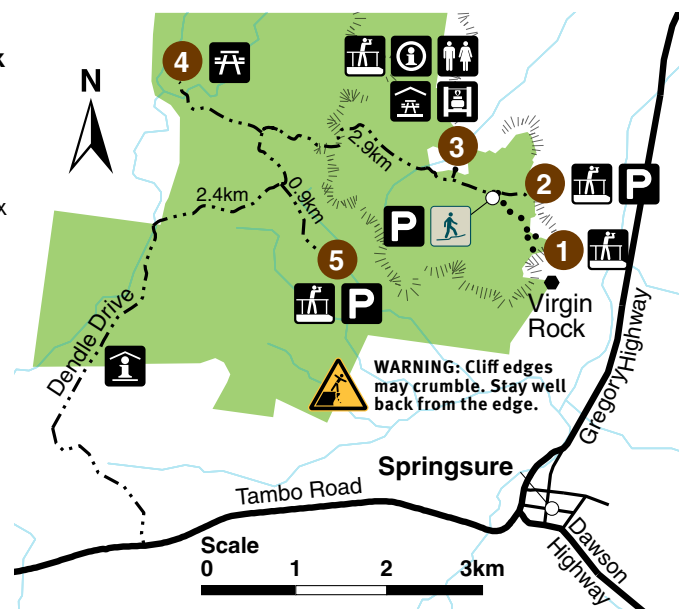 k
N
x
4
3
2
1
5
2.9km
2.4km
0.9km
P
P
P
Virgin
Rock
Dendle Drive
WARNING: Cliff edges
may crumble. Stay well
back from the edge.
Gregory Highway
Springsure
Tambo Road
Dawson
Highway
Scale
0 1 2 3km